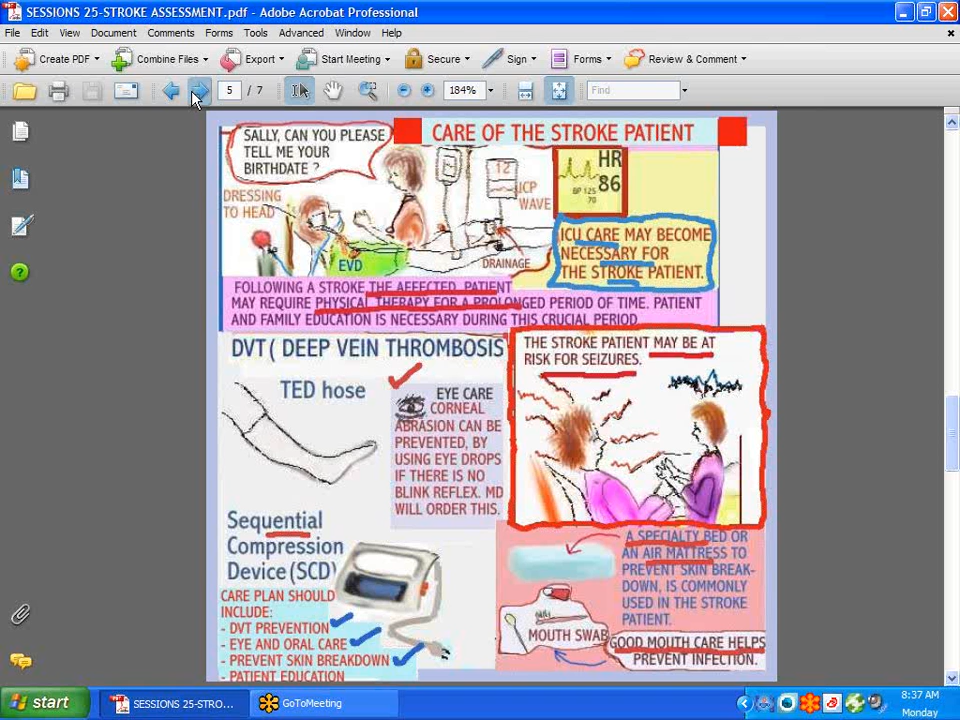 SESSIONS 25-STROKE ASSESSMENT.pdf - Adobe Acrobat Professional
File Edit View Document Comments Forms Tools Advanced Window Help
Create PDF Combine Files Export Start Meeting Secure Sign Forms Review & Comment
5 / 7 184% Find
SALLY, CAN YOU PLEASE
TELL ME YOUR
BIRTHDATE ?
CARE OF THE STROKE PATIENT
DRESSING
TO HEAD
EVD
12
ICP
WAVE
DRAINAGE
HR
86
BP 125
70
ICU CARE MAY BECOME
NECESSARY FOR
THE STROKE PATIENT.
FOLLOWING A STROKE THE AFFECTED PATIENT
MAY REQUIRE PHYSICAL THERAPY FOR A PROLONGED PERIOD OF TIME. PATIENT
AND FAMILY EDUCATION IS NECESSARY DURING THIS CRUCIAL PERIOD
DVT ( DEEP VEIN THROMBOSIS
TED hose
EYE CARE
CORNEAL
ABRASION CAN BE
PREVENTED, BY
USING EYE DROPS
IF THERE IS NO
BLINK REFLEX. MD
WILL ORDER THIS.
THE STROKE PATIENT MAY BE AT
RISK FOR SEIZURES.
Sequential
Compression
Device (SCD)
CARE PLAN SHOULD
INCLUDE:
- DVT PREVENTION
- EYE AND ORAL CARE
- PREVENT SKIN BREAKDOWN
- PATIENT EDUCATION
A SPECIALTY BED OR
AN AIR MATTRESS TO
PREVENT SKIN BREAK-
DOWN, IS COMMONLY
USED IN THE STROKE
PATIENT.
MOUTH SWAB
GOOD MOUTH CARE HELPS
PREVENT INFECTION.
start SESSIONS 25-STRO... GoToMeeting 8:37 AM
Monday